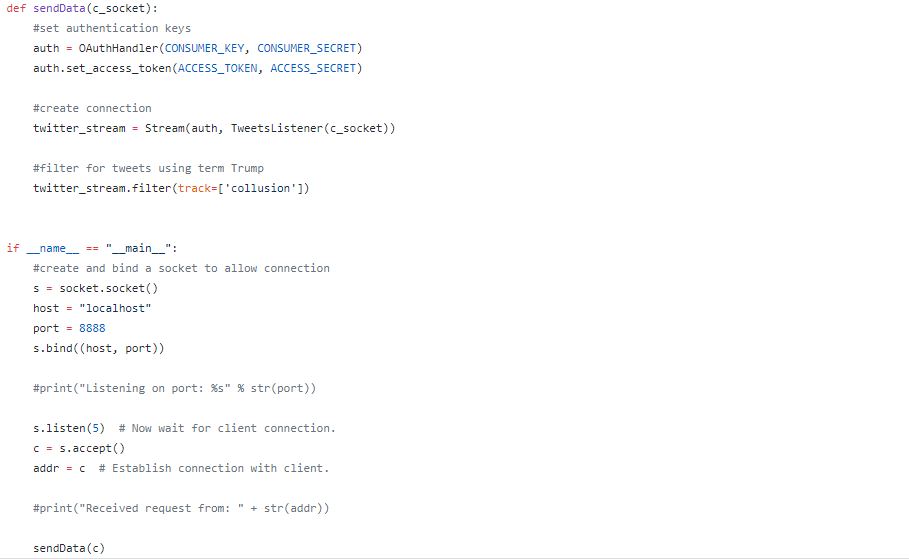 def sendData(c_socket):
    #set authentication keys
    auth = OAuthHandler(CONSUMER_KEY, CONSUMER_SECRET)
    auth.set_access_token(ACCESS_TOKEN, ACCESS_SECRET)
    #create connection
    twitter_stream = Stream(auth, TweetsListener(c_socket))
    #filter for tweets using term Trump
    twitter_stream.filter(track=['collusion'])
if __name__ == "__main__":
    #create and bind a socket to allow connection
    s = socket.socket()
    host = "localhost"
    port = 8888
    s.bind((host, port))
    #print("Listening on port: %s" % str(port))
    s.listen(5)  # Now wait for client connection.
    c = s.accept()
    addr = c  # Establish connection with client.
    #print("Received request from: " + str(addr))
    sendData(c)